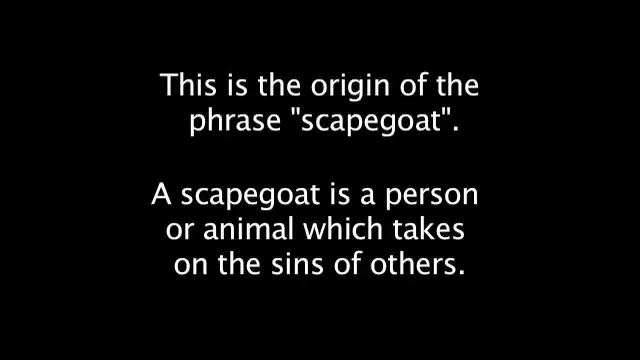 This is the origin of the
phrase "scapegoat".
A scapegoat is a person
or animal which takes
on the sins of others.